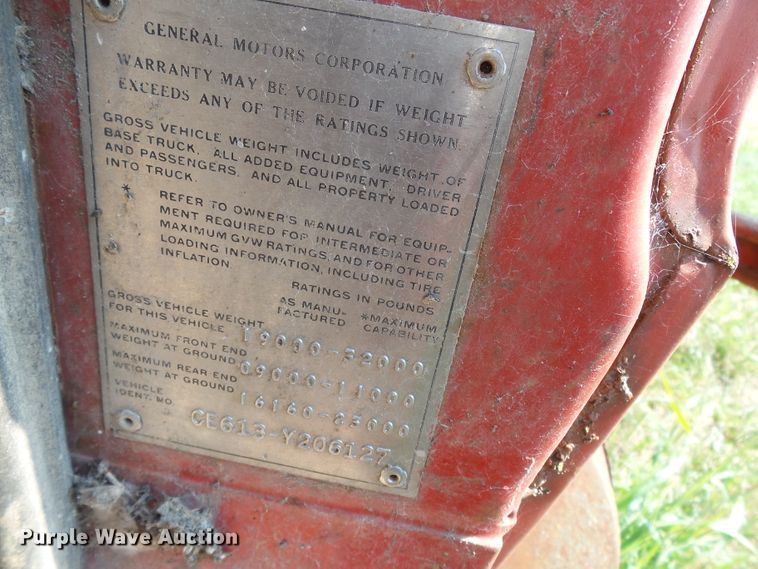 GENERAL MOTORS CORPORATION
WARRANTY MAY BE VOIDED IF WEIGHT
EXCEEDS ANY OF THE RATINGS SHOWN.
GROSS VEHICLE WEIGHT INCLUDES WEIGHT OF
BASE TRUCK, ALL ADDED EQUIPMENT, DRIVER
AND PASSENGERS, AND ALL PROPERTY LOADED
INTO TRUCK.
* REFER TO OWNER'S MANUAL FOR EQUIP-
MENT REQUIRED FOR INTERMEDIATE OR
MAXIMUM GVW RATINGS, AND FOR OTHER
LOADING INFORMATION, INCLUDING TIRE
INFLATION.
RATINGS IN POUNDS
AS MANU-
FACTURED
*MAXIMUM
CAPABILITY
GROSS VEHICLE WEIGHT
FOR THIS VEHICLE 19000-32000
MAXIMUM FRONT END
WEIGHT AT GROUND 09000-11000
MAXIMUM REAR END
WEIGHT AT GROUND 16160-23000
VEHICLE
IDENT. NO. CE613-Y206127
Purple Wave Auction